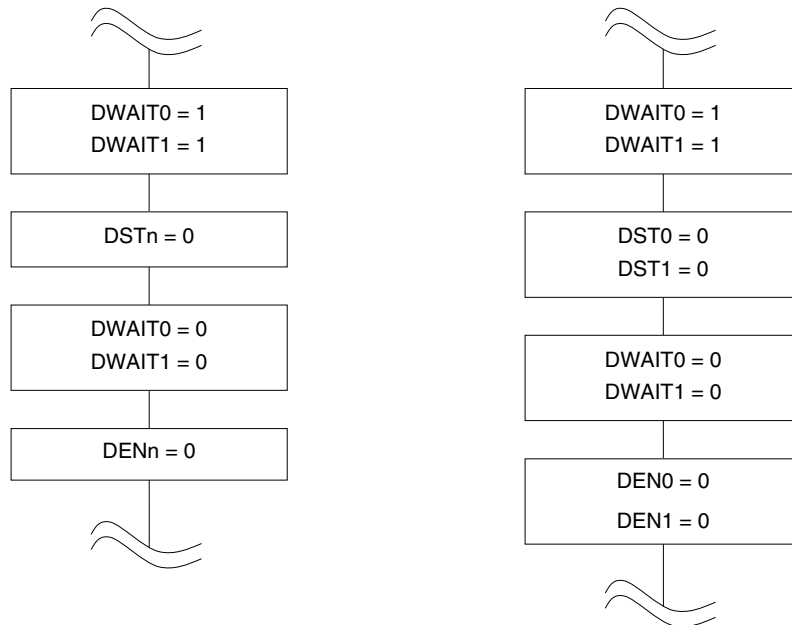 DWAIT0 = 1
DWAIT1 = 1
DSTn = 0
DWAIT0 = 0
DWAIT1 = 0
DENn = 0
DWAIT0 = 1
DWAIT1 = 1
DST0 = 0
DST1 = 0
DWAIT0 = 0
DWAIT1 = 0
DEN0 = 0
DEN1 = 0